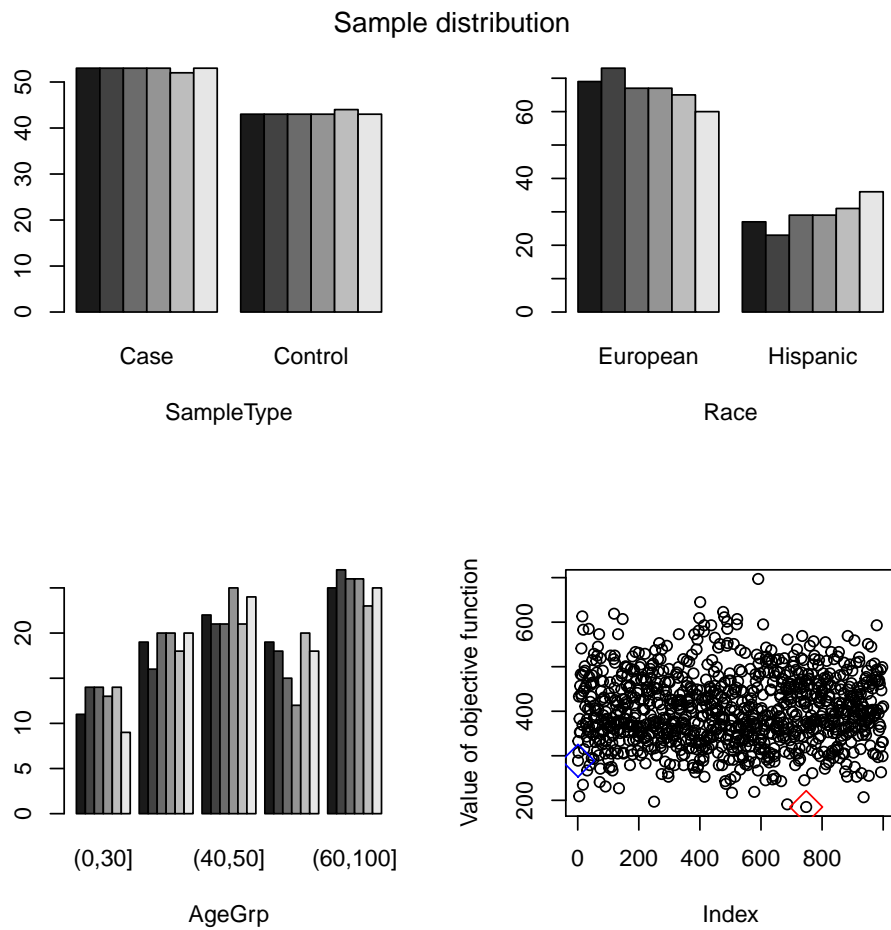 Sample distribution
0 10 20 30 40 50
Case Control
SampleType
0 20 40 60
European Hispanic
Race
0 5 10 20
(0,30] (40,50] (60,100]
AgeGrp
Value of objective function
200 400 600
0 200 400 600 800
Index